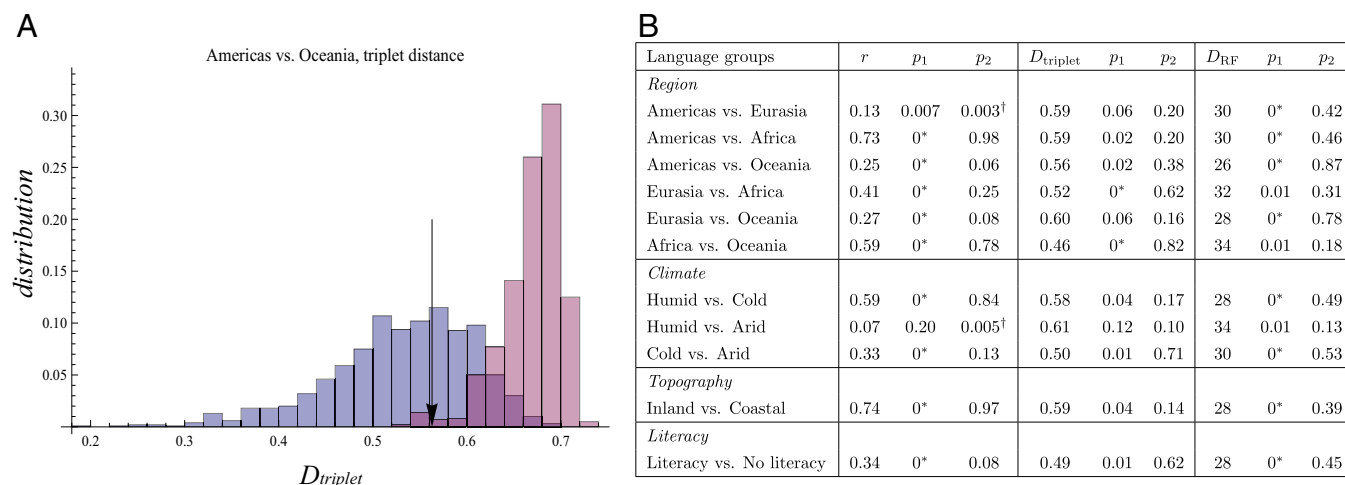 A
Americas vs. Oceania, triplet distance
distribution
0.30
0.25
0.20
0.15
0.10
0.05
0.2 0.3 0.4 0.5 0.6 0.7
Dtriplet
B
Language groups r p1 p2 Dtriplet p1 p2 DRF p1 p2
Region
Americas vs. Eurasia 0.13 0.007 0.003† 0.59 0.06 0.20 30 0* 0.42
Americas vs. Africa 0.73 0* 0.98 0.59 0.02 0.20 30 0* 0.46
Americas vs. Oceania 0.25 0* 0.06 0.56 0.02 0.38 26 0* 0.87
Eurasia vs. Africa 0.41 0* 0.25 0.52 0* 0.62 32 0.01 0.31
Eurasia vs. Oceania 0.27 0* 0.08 0.60 0.06 0.16 28 0* 0.78
Africa vs. Oceania 0.59 0* 0.78 0.46 0* 0.82 34 0.01 0.18
Climate
Humid vs. Cold 0.59 0* 0.84 0.58 0.04 0.17 28 0* 0.49
Humid vs. Arid 0.07 0.20 0.005† 0.61 0.12 0.10 34 0.01 0.13
Cold vs. Arid 0.33 0* 0.13 0.50 0.01 0.71 30 0* 0.53
Topography
Inland vs. Coastal 0.74 0* 0.97 0.59 0.04 0.14 28 0* 0.39
Literacy
Literacy vs. No literacy 0.34 0* 0.08 0.49 0.01 0.62 28 0* 0.45